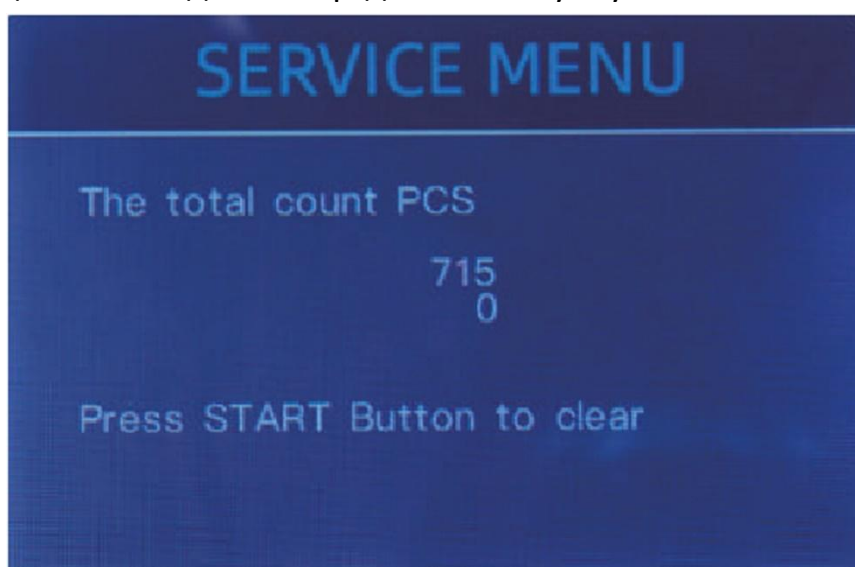 SERVICE MENU
The total count PCS
715
0
Press START Button to clear